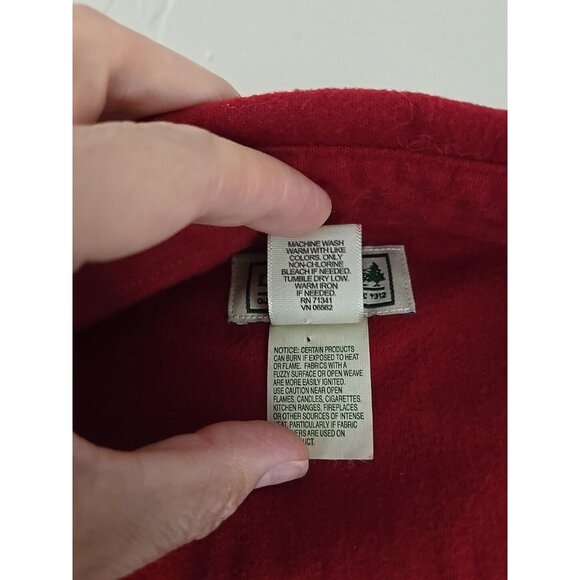 MACHINE WASH
WARM WITH LIKE
COLORS. ONLY
NON-CHLORINE
BLEACH IF NEEDED.
TUMBLE DRY LOW.
WARM IRON
IF NEEDED.
RN 71341
VN 06562
NOTICE: CERTAIN PRODUCTS
CAN BURN IF EXPOSED TO HEAT
OR FLAME. FABRICS WITH A
FUZZY SURFACE OR OPEN WEAVE
ARE MORE EASILY IGNITED.
USE CAUTION NEAR OPEN
FLAMES, CANDLES, CIGARETTES,
KITCHEN RANGES, FIREPLACES
OR OTHER SOURCES OF INTENSE
HEAT, PARTICULARLY IF FABRIC
ARE USED ON